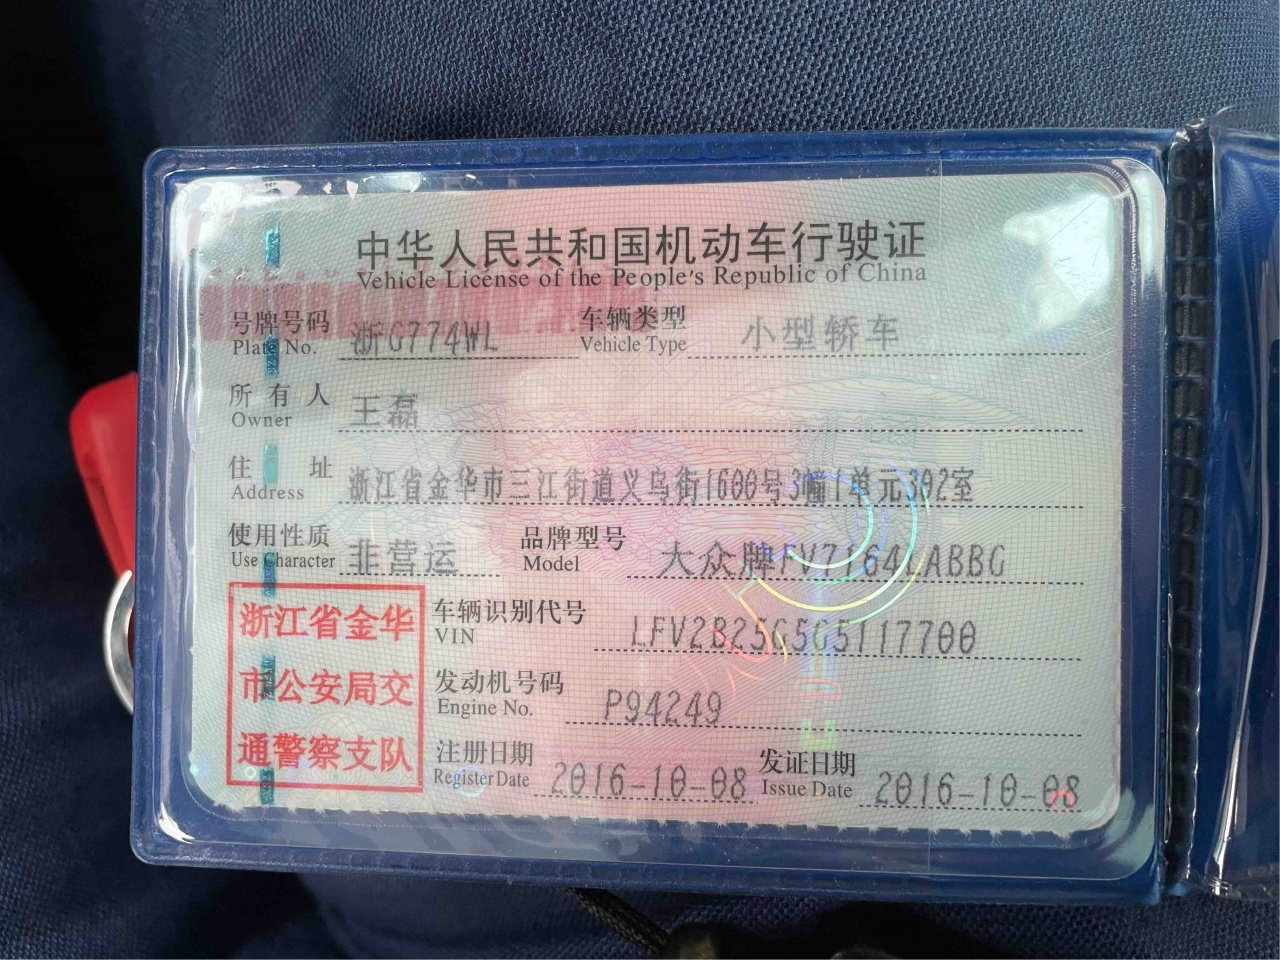 中华人民共和国机动车行驶证
Vehicle License of the People's Republic of China
号牌号码 浙G774WL 车辆类型 小型轿车
Plate No. Vehicle Type
所有人 王磊
Owner
住址 浙江省金华市三江街道义乌街1600号3幢1单元302室
Address
使用性质 非营运 品牌型号 大众牌
Use Character Model
浙江省金华
市公安局交
通警察支队
车辆识别代号
VIN LFV2B25G5G5117700
发动机号码 P94249
Engine No.
注册日期 2016-10-08 发证日期 2016-10-08
Register Date Issue Date